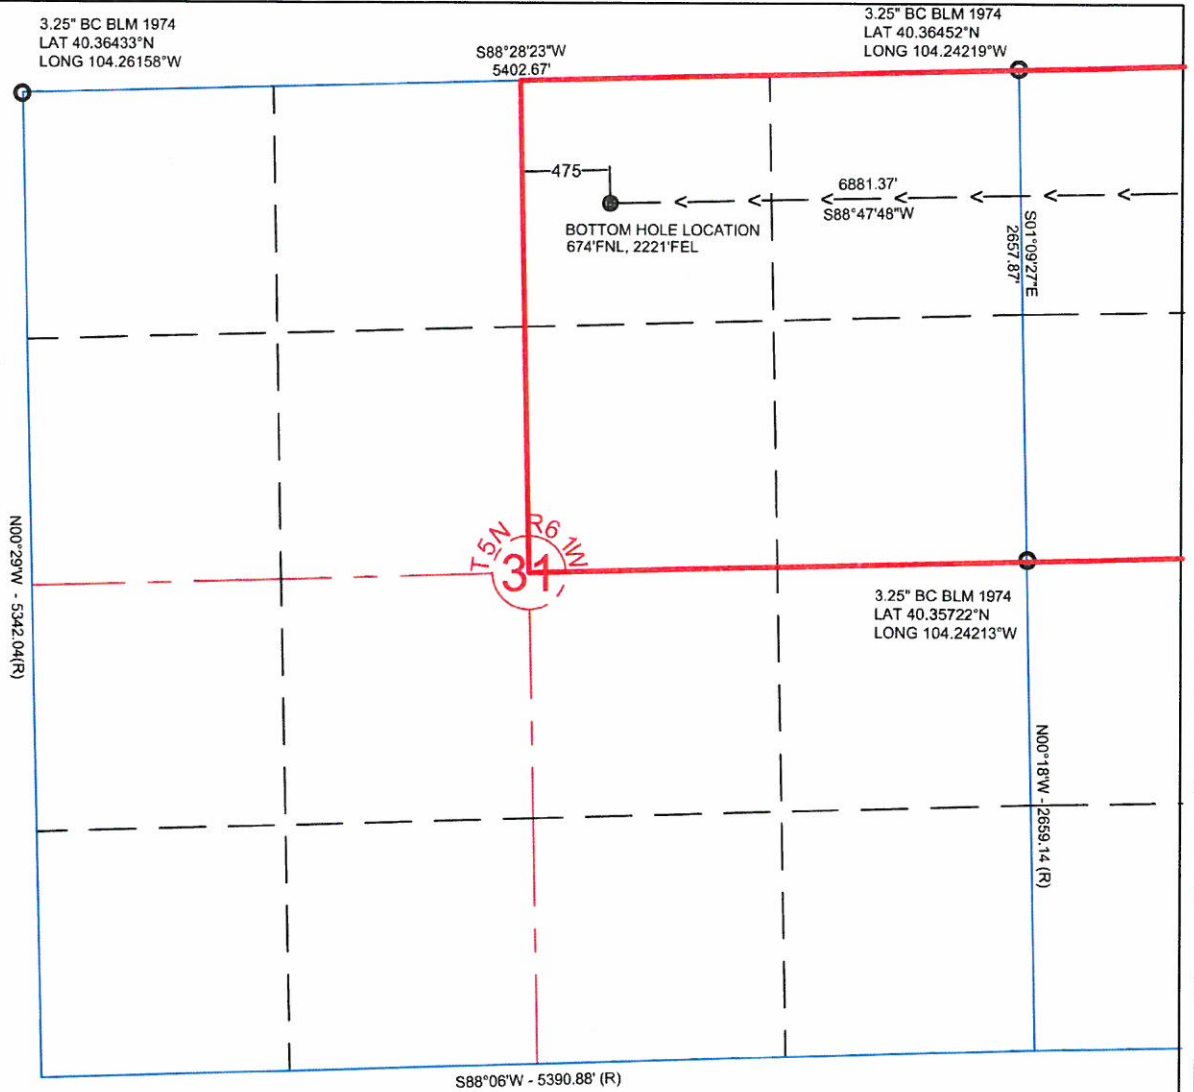 3.25" BC BLM 1974
LAT 40.36433°N
LONG 104.26158°W
S88°28'23"W
5402.67'
3.25" BC BLM 1974
LAT 40.36452°N
LONG 104.24219°W
475
6881.37'
S88°47'48"W
BOTTOM HOLE LOCATION
674'FNL, 2221'FEL
S01°09'27"E
2657.87'
T 5N R6 1W
31
N00°29'W - 5342.04(R)
3.25" BC BLM 1974
LAT 40.35722°N
LONG 104.24213°W
N00°18'W - 2659.14 (R)
S88°06'W - 5390.88' (R)